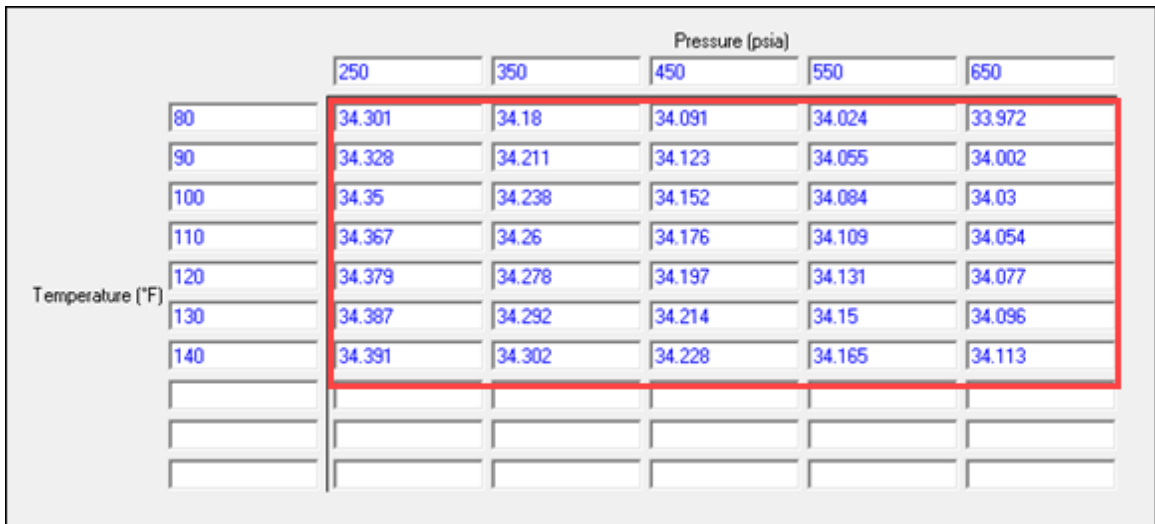 Pressure (psia)
250 350 450 550 650
80 34.301 34.18 34.091 34.024 33.972
90 34.328 34.211 34.123 34.055 34.002
100 34.35 34.238 34.152 34.084 34.03
110 34.367 34.26 34.176 34.109 34.054
120 34.379 34.278 34.197 34.131 34.077
Temperature (°F)
130 34.387 34.292 34.214 34.15 34.096
140 34.391 34.302 34.228 34.165 34.113